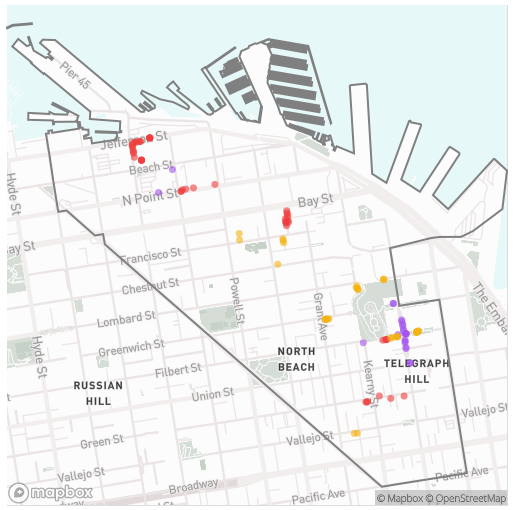 Pier 45
Jefferson St
Beach St
N Point St
Bay St
Hyde St
ay St
Francisco St
Chestnut St
Powell St
Grant Ave
The Emba
Lombard St
Greenwich St
Hyde St
NORTH
BEACH
TELEGRAPH
HILL
Filbert St
Kearny St
RUSSIAN
HILL
Union St
Vallejo St
Green St
Vallejo St
Vallejo St
Pacific Ave
Broadway
Pacific Ave
mapbox
© Mapbox © OpenStreetMap